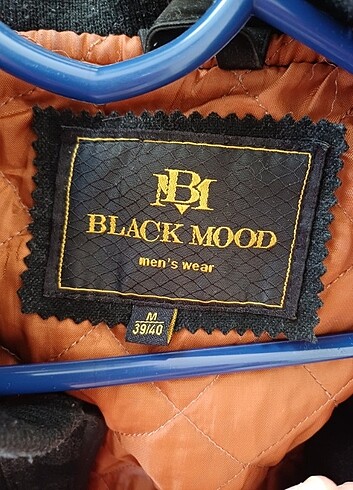 BM
BLACK MOOD
men's wear
M
39/40